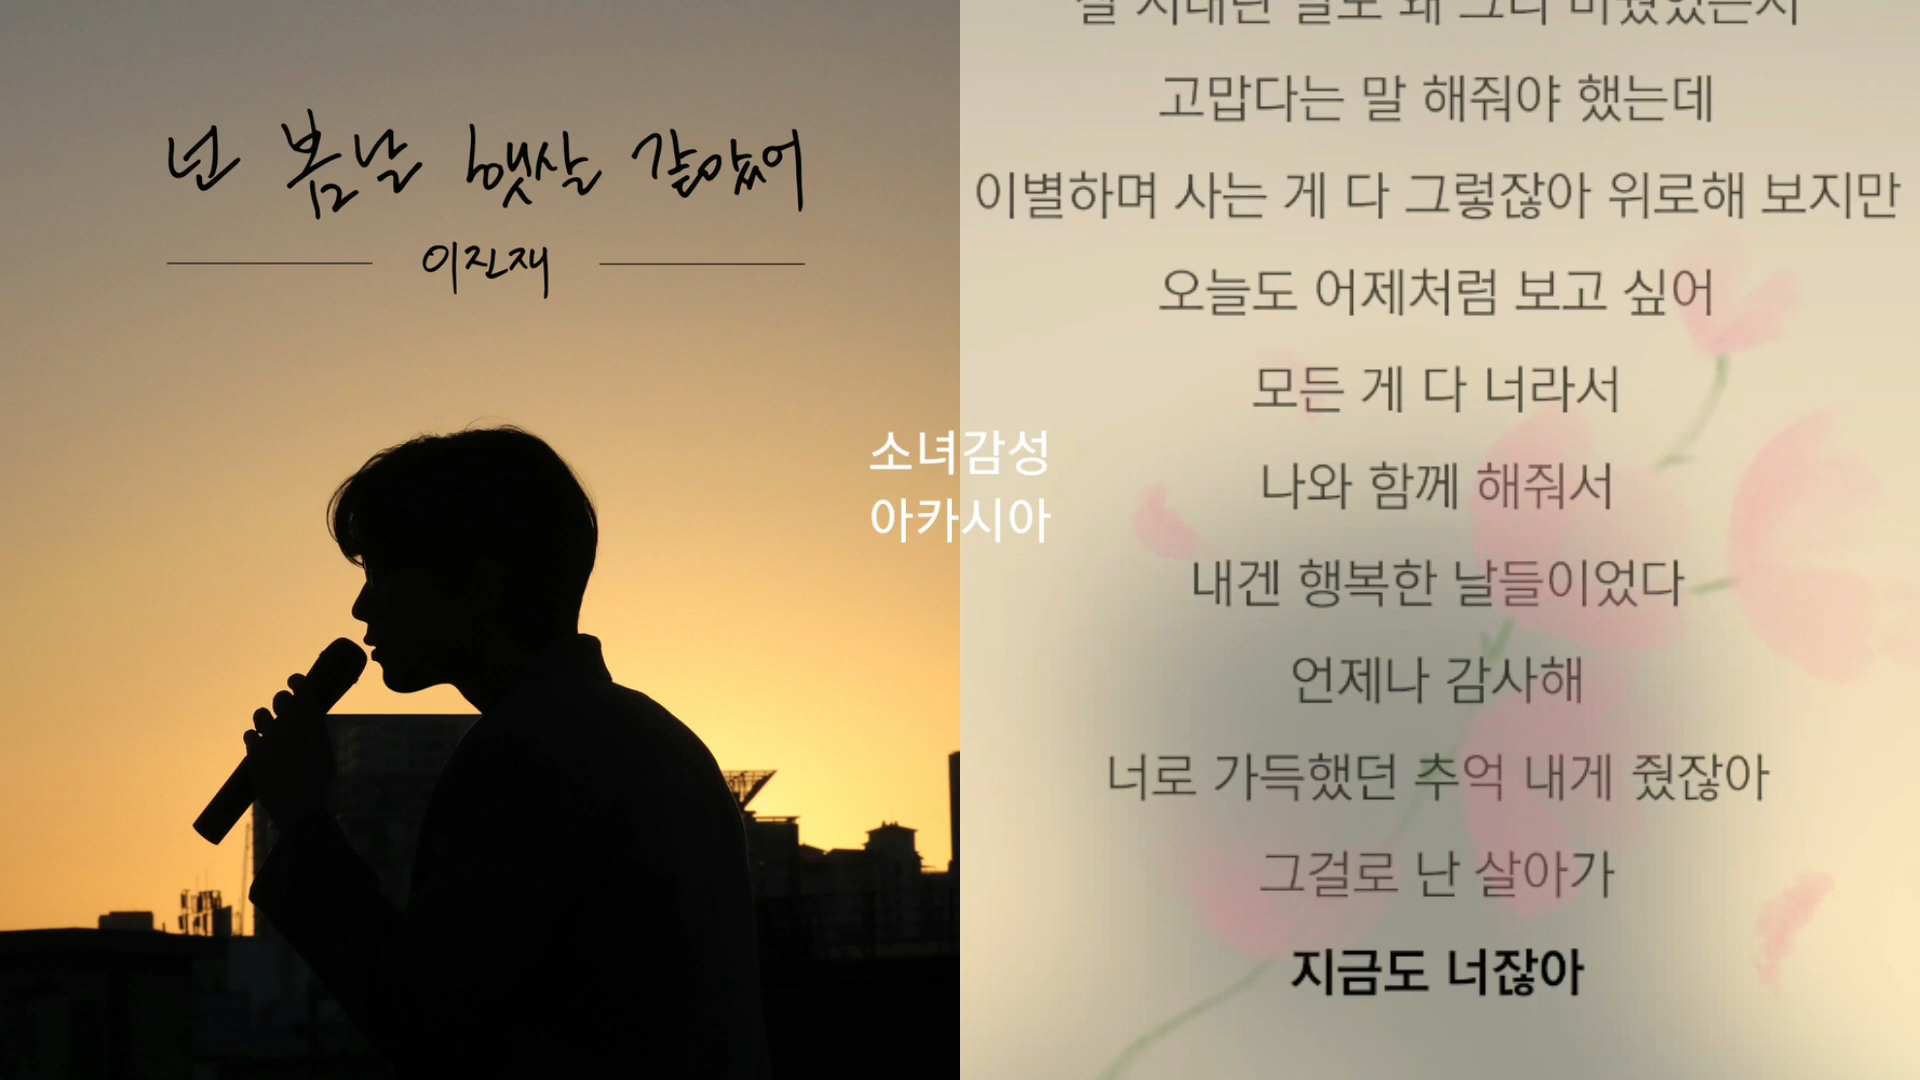 넌 봄날 햇살 같았어
이진재
소녀감성
아카시아
고맙다는 말 해줘야 했는데
이별하며 사는 게 다 그렇잖아 위로해 보지만
오늘도 어제처럼 보고 싶어
모든 게 다 너라서
나와 함께 해줘서
내겐 행복한 날들이었다
언제나 감사해
너로 가득했던 추억 내게 줬잖아
그걸로 난 살아가
지금도 너잖아